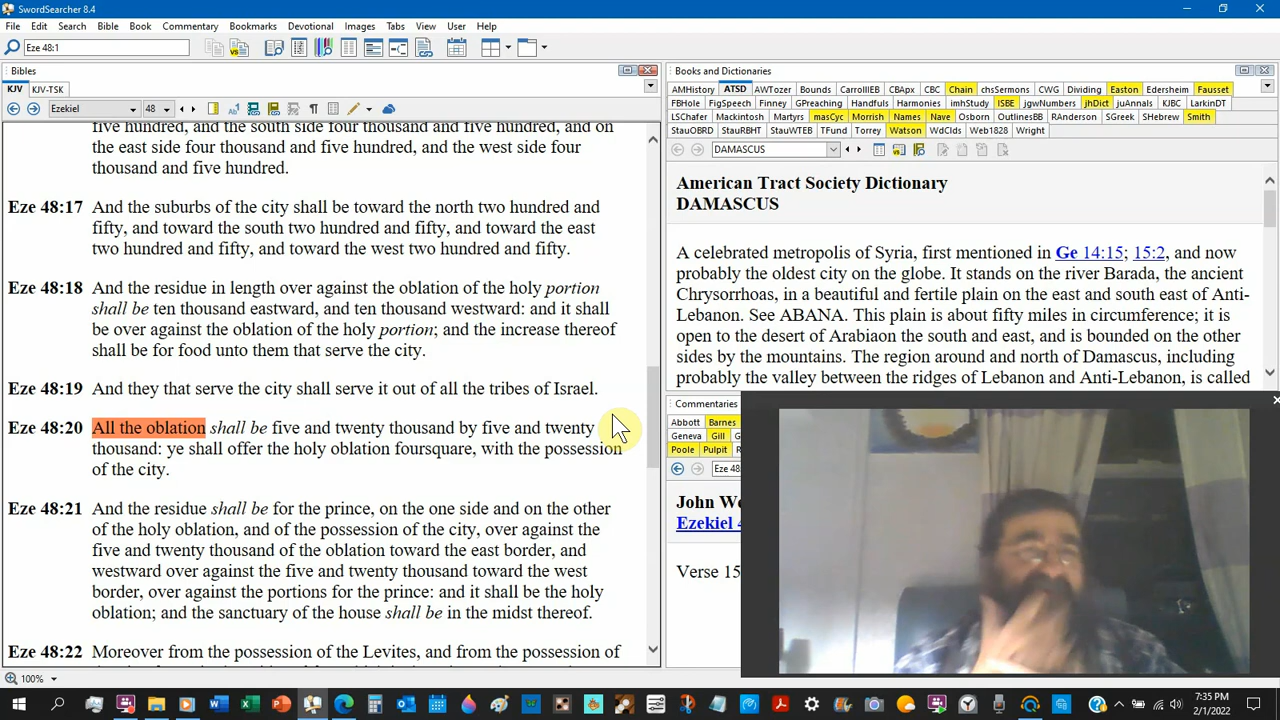 SwordSearcher 8.4
File Edit Search Bible Book Commentary Bookmarks Devotional Images Tabs View User Help
Eze 48:1
Bibles
KJV KJV-TSK
Ezekiel 48
five hundred, and the south side four thousand and five hundred, and on
the east side four thousand and five hundred, and the west side four
thousand and five hundred.
Eze 48:17 And the suburbs of the city shall be toward the north two hundred and
fifty, and toward the south two hundred and fifty, and toward the east
two hundred and fifty, and toward the west two hundred and fifty.
Eze 48:18 And the residue in length over against the oblation of the holy portion
shall be ten thousand eastward, and ten thousand westward: and it shall
be over against the oblation of the holy portion; and the increase thereof
shall be for food unto them that serve the city.
Eze 48:19 And they that serve the city shall serve it out of all the tribes of Israel.
Eze 48:20 All the oblation shall be five and twenty thousand by five and twenty
thousand: ye shall offer the holy oblation foursquare, with the possession
of the city.
Eze 48:21 And the residue shall be for the prince, on the one side and on the other
of the holy oblation, and of the possession of the city, over against the
five and twenty thousand of the oblation toward the east border, and
westward over against the five and twenty thousand toward the west
border, over against the portions for the prince: and it shall be the holy
oblation; and the sanctuary of the house shall be in the midst thereof.
Eze 48:22 Moreover from the possession of the Levites, and from the possession of
100%
Books and Dictionaries
AMHistory ATSD AWTozer Bounds CarrollEB CBApx CBC Chain chsSermons CWG Dividing Easton Edersheim Fausset
FBHole FigSpeech Finney GPreaching Handfuls Harmonies imhStudy ISBE jgwNumbers jhDict juAnnals KJBC LarkinDT
LSChafer Mackintosh Martyrs masCyc Morrish Names Nave Osborn OutlinesBB RAnderson SGreek SHebrew Smith
StauOBRD StauRBHT StauWTEB TFund Torrey Watson WdClds Web1828 Wright
DAMASCUS
American Tract Society Dictionary
DAMASCUS
A celebrated metropolis of Syria, first mentioned in Ge 14:15; 15:2, and now
probably the oldest city on the globe. It stands on the river Barada, the ancient
Chrysorrhoas, in a beautiful and fertile plain on the east and south east of Anti-
Lebanon. See ABANA. This plain is about fifty miles in circumference; it is
open to the desert of Arabiaon the south and east, and is bounded on the other
sides by the mountains. The region around and north of Damascus, including
probably the valley between the ridges of Lebanon and Anti-Lebanon, is called
Commentaries
Abbott Barnes
Geneva Gill
Poole Pulpit
Eze 48
John We
Ezekiel 4
Verse 15
7:35 PM
2/1/2022